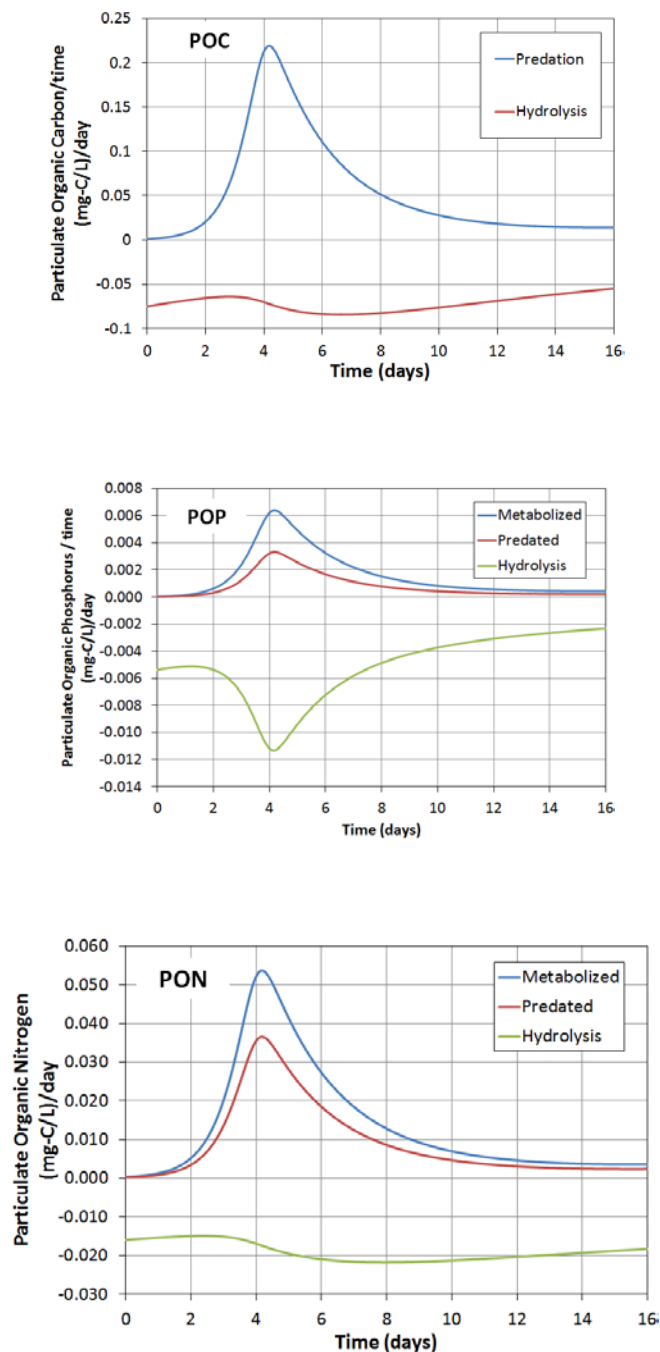 POC
Particulate Organic Carbon/time
(mg-C/L)/day
0.25
0.2
0.15
0.1
0.05
0
-0.05
-0.1
Predation
Hydrolysis
0 2 4 6 8 10 12 14 16
Time (days)
POP
Particulate Organic Phosphorus / time
(mg-C/L)/day
0.008
0.006
0.004
0.002
0.000
-0.002
-0.004
-0.006
-0.008
-0.010
-0.012
-0.014
Metabolized
Predated
Hydrolysis
0 2 4 6 8 10 12 14 16
Time (days)
PON
Particulate Organic Nitrogen
(mg-C/L)/day
0.060
0.050
0.040
0.030
0.020
0.010
0.000
-0.010
-0.020
-0.030
Metabolized
Predated
Hydrolysis
0 2 4 6 8 10 12 14 16
Time (days)